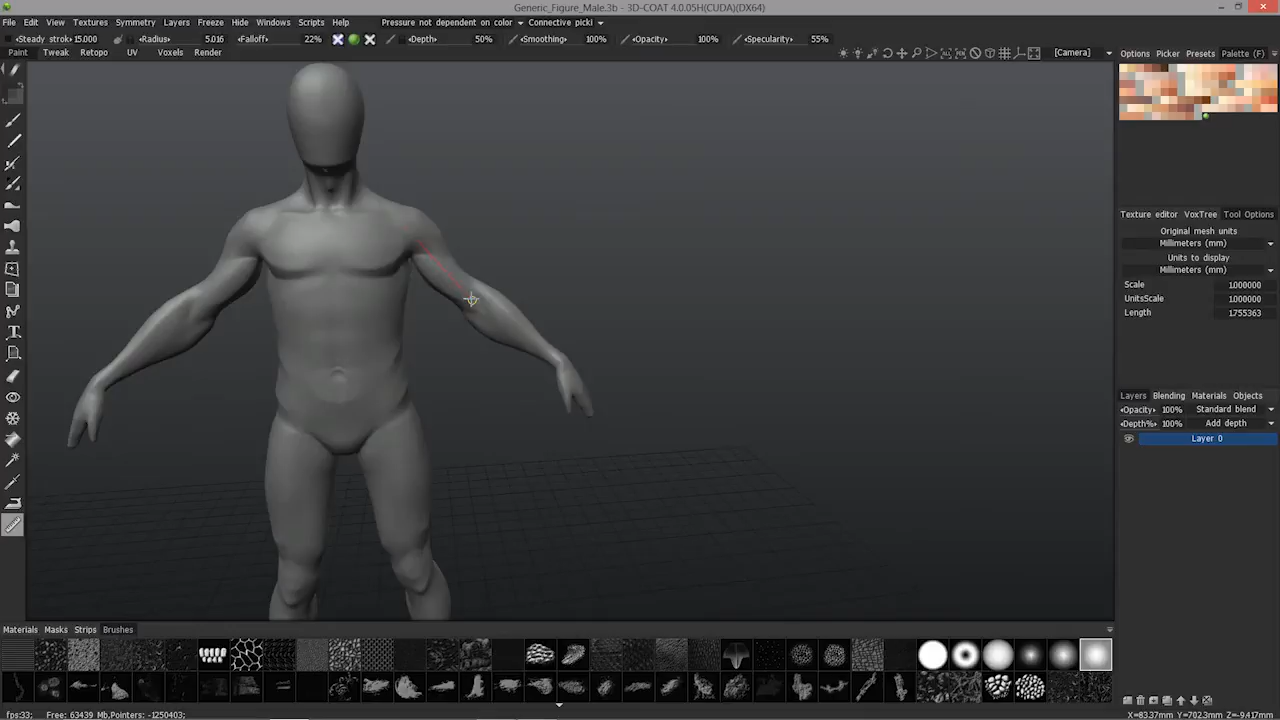 Generic_Figure_Male.3b - 3D-COAT 4.0.05H(CUDA)(DX64)
File Edit View Textures Symmetry Layers Freeze Hide Windows Scripts Help Pressure not dependent on color Connective picki
Steady stroke 15.000 Radius 5.016 Falloff 22% Depth 50% Smoothing 100% Opacity 100% Specularity 55%
Paint Tweak Retopo UV Voxels Render [Camera] Options Picker Presets Palette (F)
Texture editor VoxTree Tool Options
Original mesh units
Millimeters (mm)
Units to display
Millimeters (mm)
Scale 1.000000
UnitsScale 1.000000
Length 1.755363
Layers Blending Materials Objects
Opacity 100% Standard blend
Depth% 100% Add depth
Layer 0
Materials Masks Strips Brushes
fps:33; Free: 63439 Mb,Pointers: -1250403; X=83.37mm Y=702.3mm Z=-9.417mm